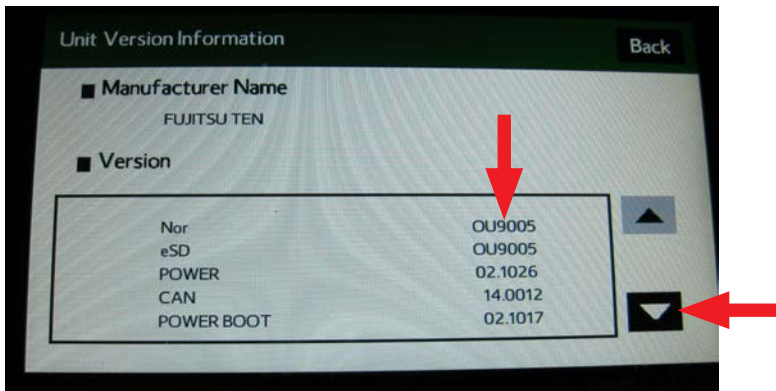 Unit Version Information Back
■ Manufacturer Name
FUJITSU TEN
■ Version
Nor OU9005
eSD OU9005
POWER 02.1026
CAN 14.0012
POWER BOOT 02.1017